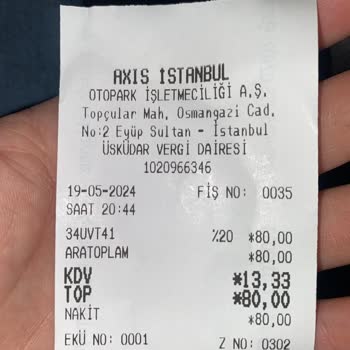 AXIS İSTANBUL
OTOPARK İŞLETMECİLİĞİ A.Ş.
Topçular Mah. Osmangazi Cad.
No:2 Eyüp Sultan - İstanbul
ÜSKÜDAR VERGİ DAİRESİ
1020966346
19-05-2024 FİŞ NO: 0035
SAAT 20:44
34UVT41 %20 *80,00
ARATOPLAM *80,00
KDV *13,33
TOP *80,00
NAKİT *80,00
EKÜ NO: 0001 Z NO: 0302